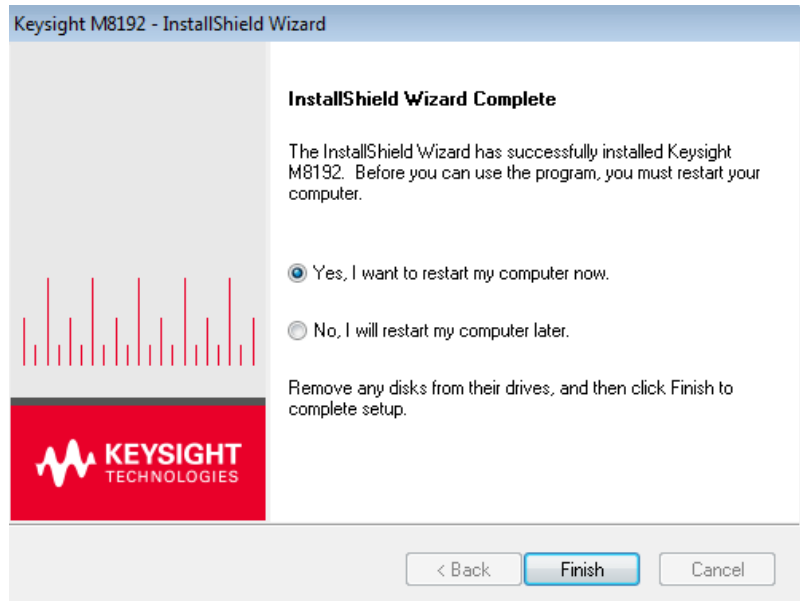 Keysight M8192 - InstallShield Wizard
InstallShield Wizard Complete
The InstallShield Wizard has successfully installed Keysight
M8192.  Before you can use the program, you must restart your
computer.
Yes, I want to restart my computer now.
No, I will restart my computer later.
Remove any disks from their drives, and then click Finish to
complete setup.
KEYSIGHT
TECHNOLOGIES
< Back
Finish
Cancel